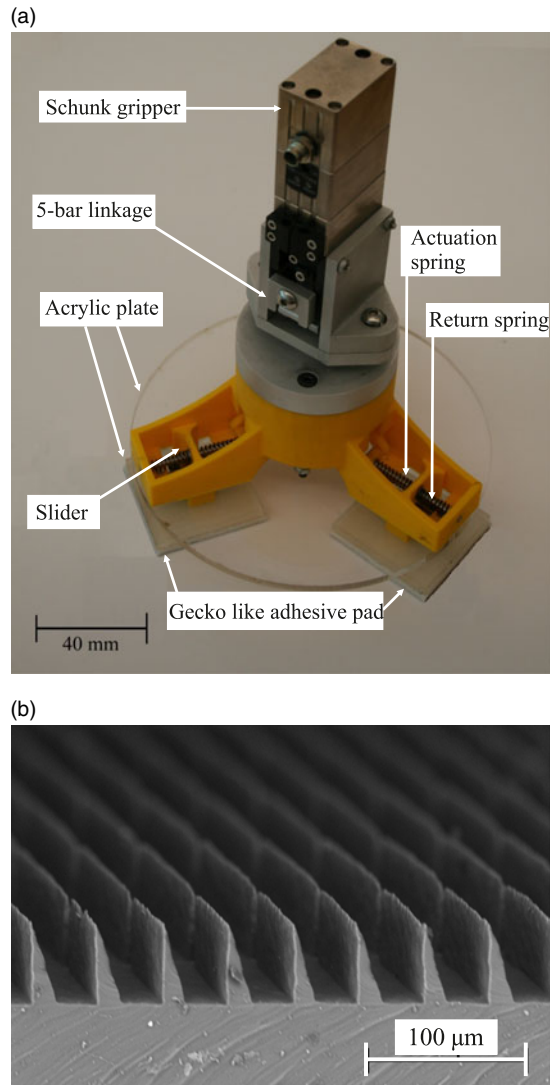 (a)
Schunk gripper
5-bar linkage
Actuation
spring
Acrylic plate
Return spring
Slider
Gecko like adhesive pad
40 mm
(b)
100 μm